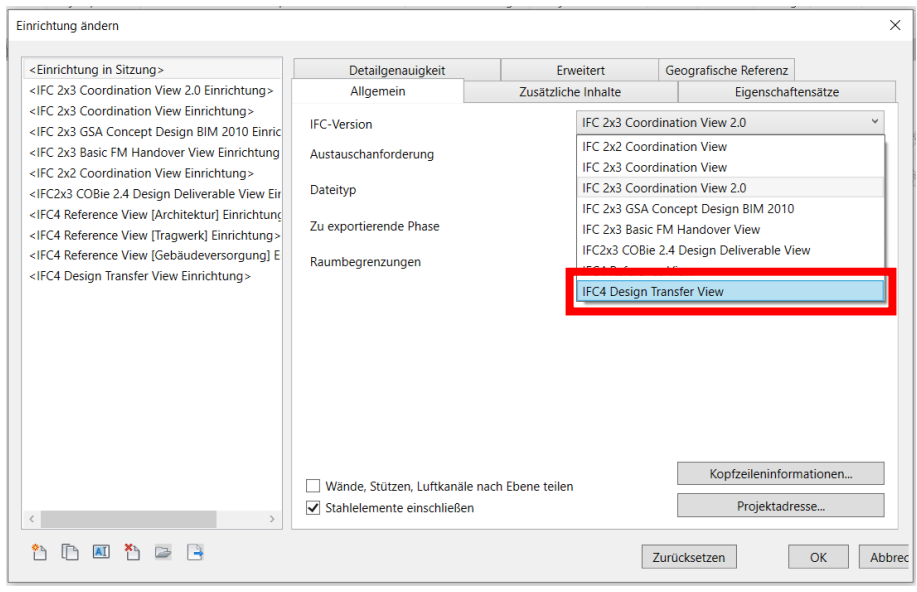 Einrichtung ändern
<Einrichtung in Sitzung>
<IFC 2x3 Coordination View 2.0 Einrichtung>
<IFC 2x3 Coordination View Einrichtung>
<IFC 2x3 GSA Concept Design BIM 2010 Einric
<IFC 2x3 Basic FM Handover View Einrichtung
<IFC 2x2 Coordination View Einrichtung>
<IFC2x3 COBie 2.4 Design Deliverable View Eir
<IFC4 Reference View [Architektur] Einrichtung
<IFC4 Reference View [Tragwerk] Einrichtung>
<IFC4 Reference View [Gebäudeversorgung] E
<IFC4 Design Transfer View Einrichtung>
Detailgenauigkeit
Erweitert
Geografische Referenz
Allgemein
Zusätzliche Inhalte
Eigenschaftensätze
IFC-Version
IFC 2x3 Coordination View 2.0
Austauschanforderung
Dateityp
Zu exportierende Phase
Raumbegrenzungen
IFC 2x2 Coordination View
IFC 2x3 Coordination View
IFC 2x3 Coordination View 2.0
IFC 2x3 GSA Concept Design BIM 2010
IFC 2x3 Basic FM Handover View
IFC2x3 COBie 2.4 Design Deliverable View
IFC4 Design Transfer View
Wände, Stützen, Luftkanäle nach Ebene teilen
Stahlelemente einschließen
Kopfzeileninformationen...
Projektadresse...
Zurücksetzen
OK
Abbrec